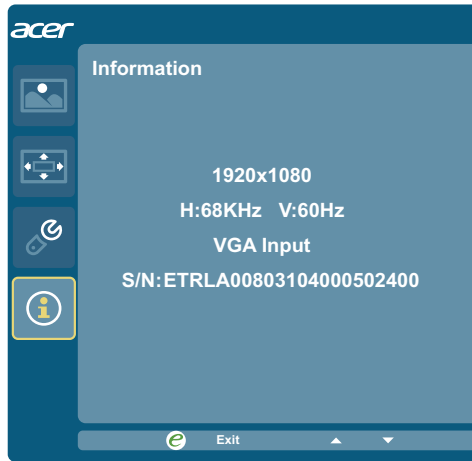 acer
Information
1920x1080
H:68KHz V:60Hz
VGA Input
S/N:ETRLA00803104000502400
e Exit